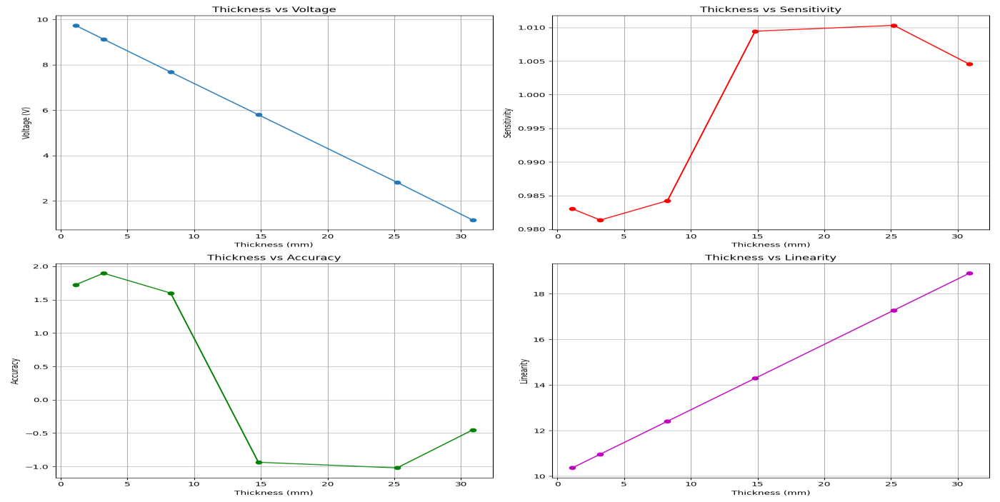 Thickness vs Voltage
10
8
6
4
2
Voltage (V)
0 5 10 15 20 25 30
Thickness (mm)
Thickness vs Sensitivity
1.010
1.005
1.000
0.995
0.990
0.985
0.980
Sensitivity
0 5 10 15 20 25 30
Thickness (mm)
Thickness vs Accuracy
2.0
1.5
1.0
0.5
0.0
−0.5
−1.0
Accuracy
0 5 10 15 20 25 30
Thickness (mm)
Thickness vs Linearity
18
16
14
12
10
Linearity
0 5 10 15 20 25 30
Thickness (mm)